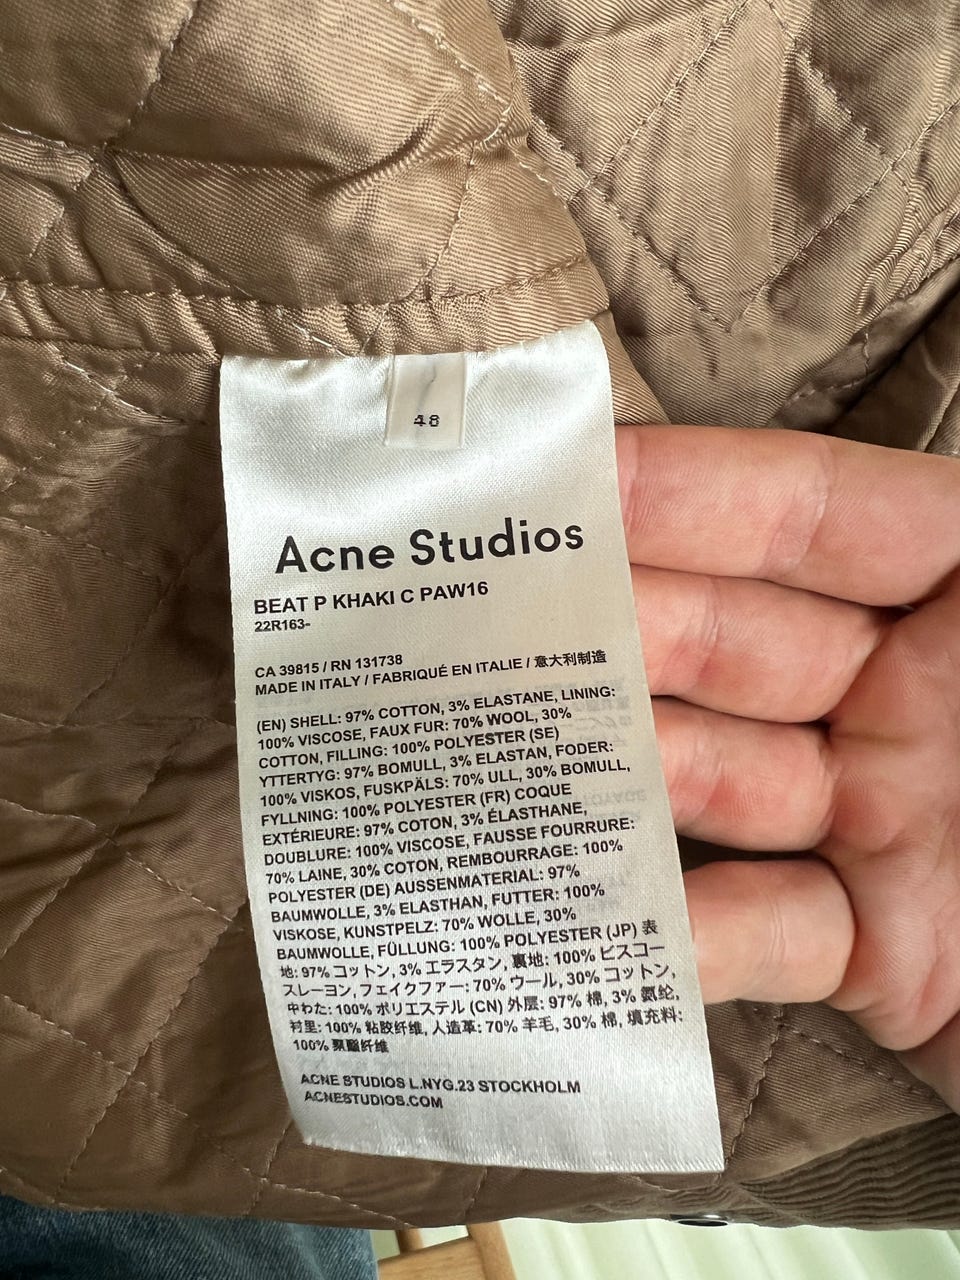 48
Acne Studios
BEAT P KHAKI C PAW16
22R163-
CA 39815 / RN 131738
MADE IN ITALY / FABRIQUÉ EN ITALIE / 意大利制造
(EN) SHELL: 97% COTTON, 3% ELASTANE, LINING:
100% VISCOSE, FAUX FUR: 70% WOOL, 30%
COTTON, FILLING: 100% POLYESTER (SE)
YTTERTYG: 97% BOMULL, 3% ELASTAN, FODER:
100% VISKOS, FUSKPÄLS: 70% ULL, 30% BOMULL,
FYLLNING: 100% POLYESTER (FR) COQUE
EXTÉRIEURE: 97% COTON, 3% ÉLASTHANE,
DOUBLURE: 100% VISCOSE, FAUSSE FOURRURE:
70% LAINE, 30% COTON, REMBOURRAGE: 100%
POLYESTER (DE) AUSSENMATERIAL: 97%
BAUMWOLLE, 3% ELASTHAN, FUTTER: 100%
VISKOSE, KUNSTPELZ: 70% WOLLE, 30%
BAUMWOLLE, FÜLLUNG: 100% POLYESTER (JP) 表
地: 97% コットン, 3% エラスタン, 裏地: 100% ビスコー
スレーヨン, フェイクファー: 70% ウール, 30% コットン,
中わた: 100% ポリエステル (CN) 外层: 97% 棉, 3% 氨纶,
衬里: 100% 粘胶纤维, 人造革: 70% 羊毛, 30% 棉, 填充料:
100% 聚酯纤维
ACNE STUDIOS L.NYG.23 STOCKHOLM
ACNESTUDIOS.COM